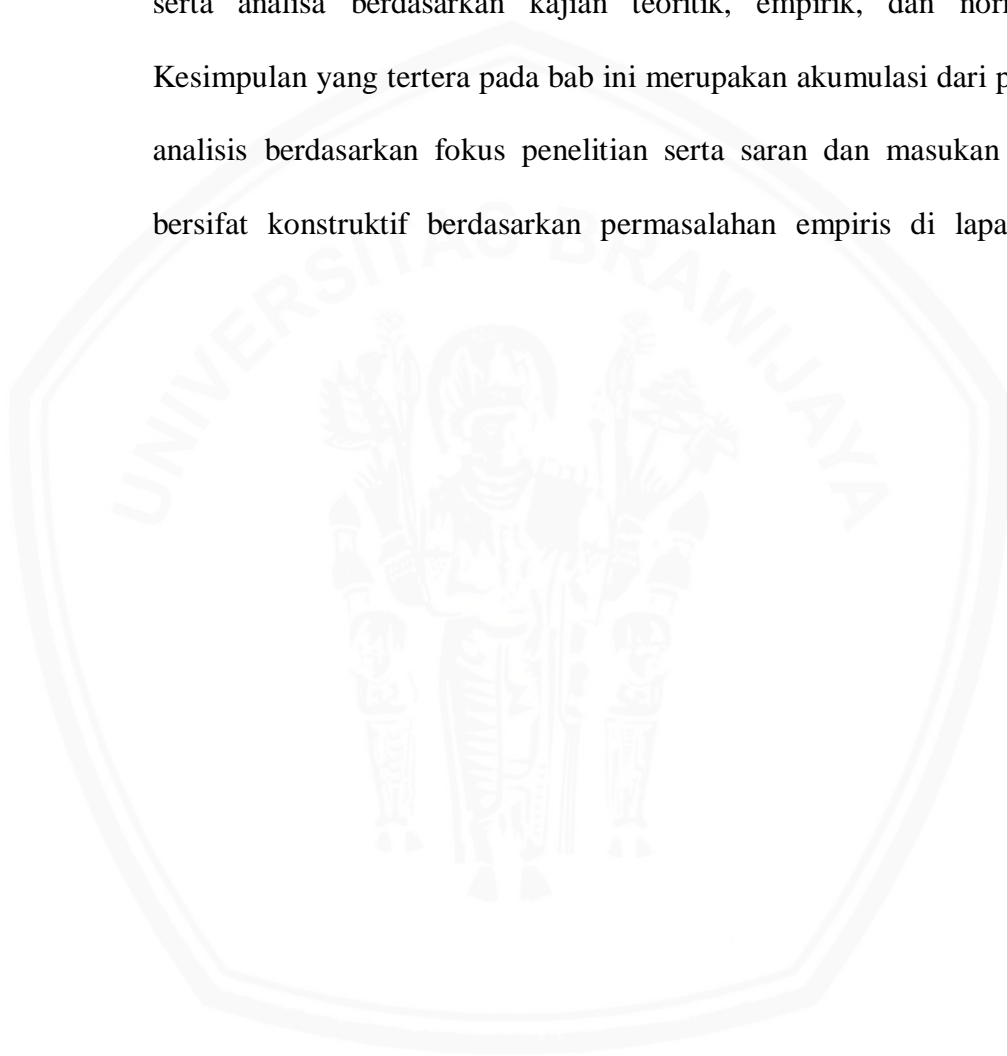 serta analisa berdasarkan kajian teoritik, empirik, dan
Kesimpulan yang tertera pada bab ini merupakan akumulasi dari
analisis berdasarkan fokus penelitian serta saran dan masukan
bersifat konstruktif berdasarkan permasalahan empiris di
UNIVERSITAS BRAWIJAYA